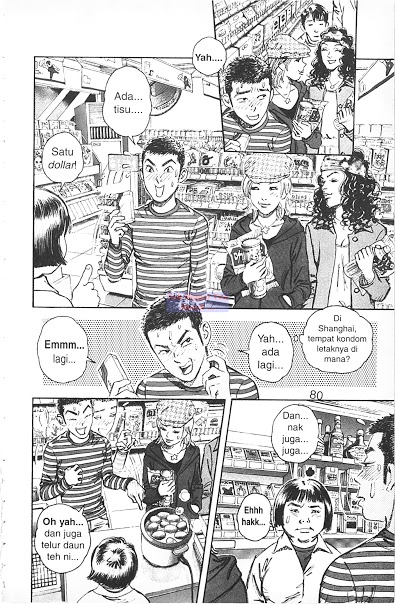 Yah....
Ada...
tisu....
Satu
dollar!
Emmm...
lagi...
Yah...
ada
lagi...
Di
Shanghai,
tempat kondom
letaknya di
mana?
80
Oh yah...
dan juga
telur daun
teh ni...
Dan...
nak
juga...
juga...
Ehhh
hakk...